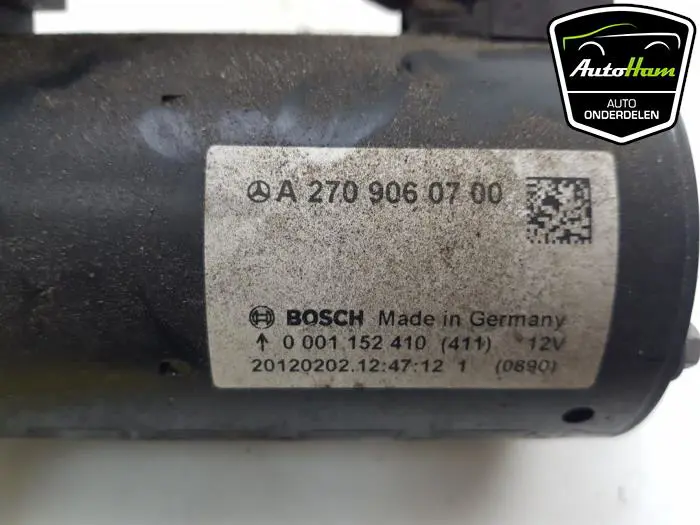 AutoHam
AUTO
ONDERDELEN
A 270 906 07 00
BOSCH Made in Germany
↑ 0 001 152 410 (411) 12V
20120202.12:47:12 1 (0890)